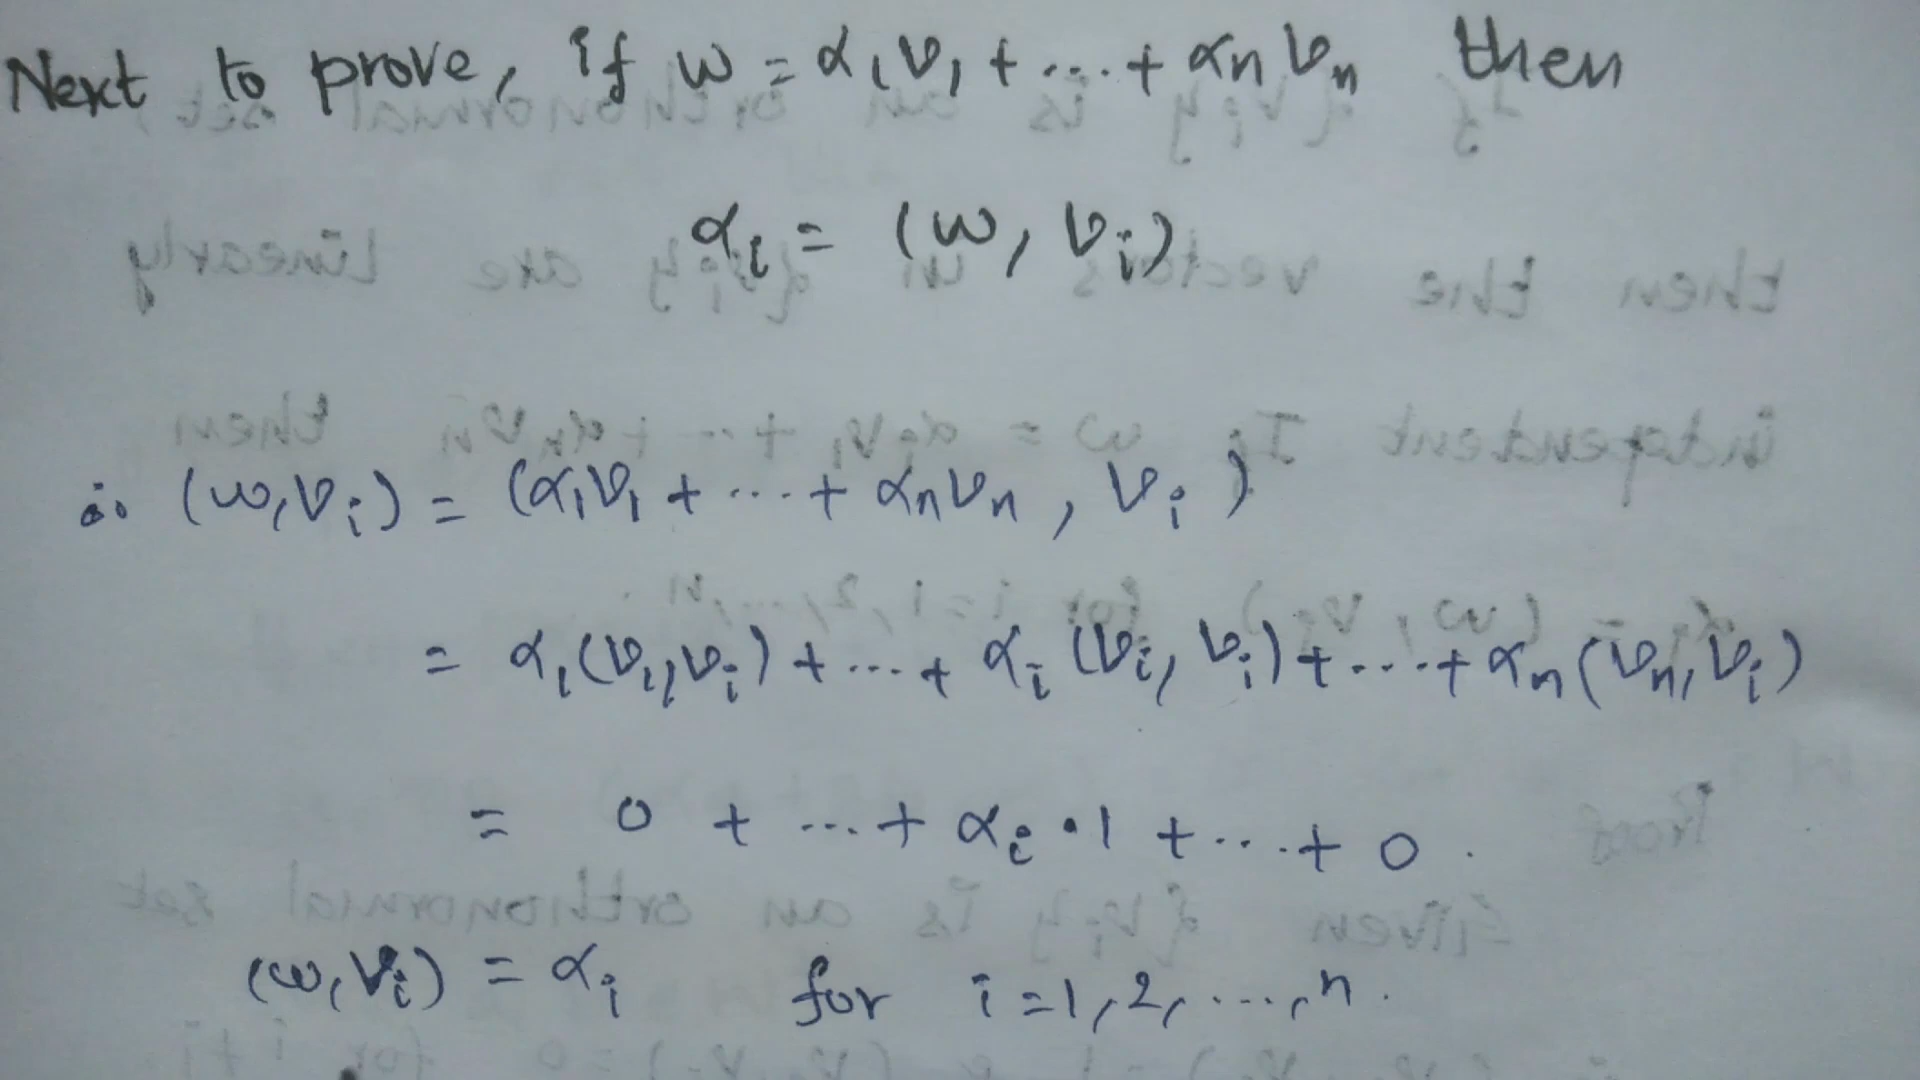 Next to prove, if w = α₁v₁ + ... + αₙvₙ then
αᵢ = (w, vᵢ)
∴ (w, vᵢ) = (α₁v₁ + ... + αₙvₙ, vᵢ)
= α₁(v₁, vᵢ) + ... + αᵢ(vᵢ, vᵢ) + ... + αₙ(vₙ, vᵢ)
= 0 + ... + αᵢ · 1 + ... + 0.
(w, vᵢ) = αᵢ for i = 1, 2, ..., n.